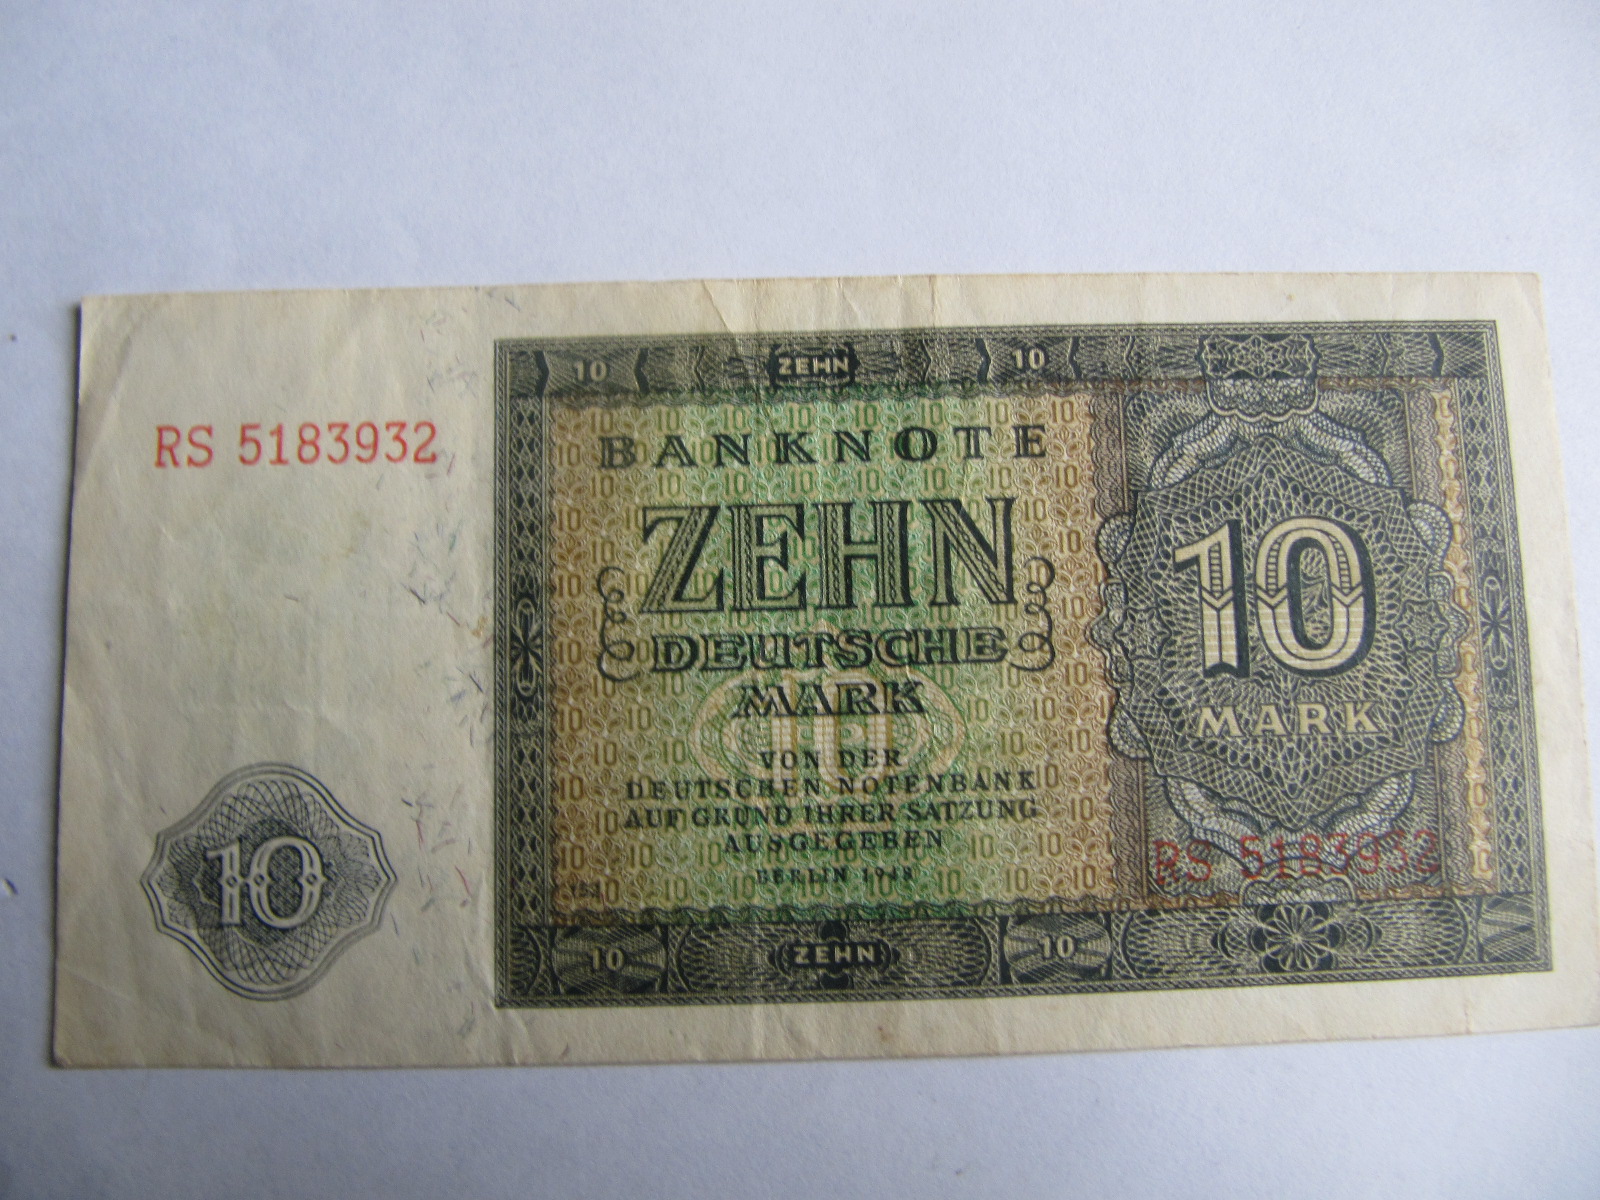 10 ZEHN 10
RS 5183932
BANKNOTE
ZEHN
DEUTSCHE
MARK
10
MARK
VON DER
DEUTSCHEN NOTENBANK
AUF GRUND IHRER SATZUNG
AUSGEGEBEN
BERLIN 1948
10
RS 5183932
10 ZEHN 10